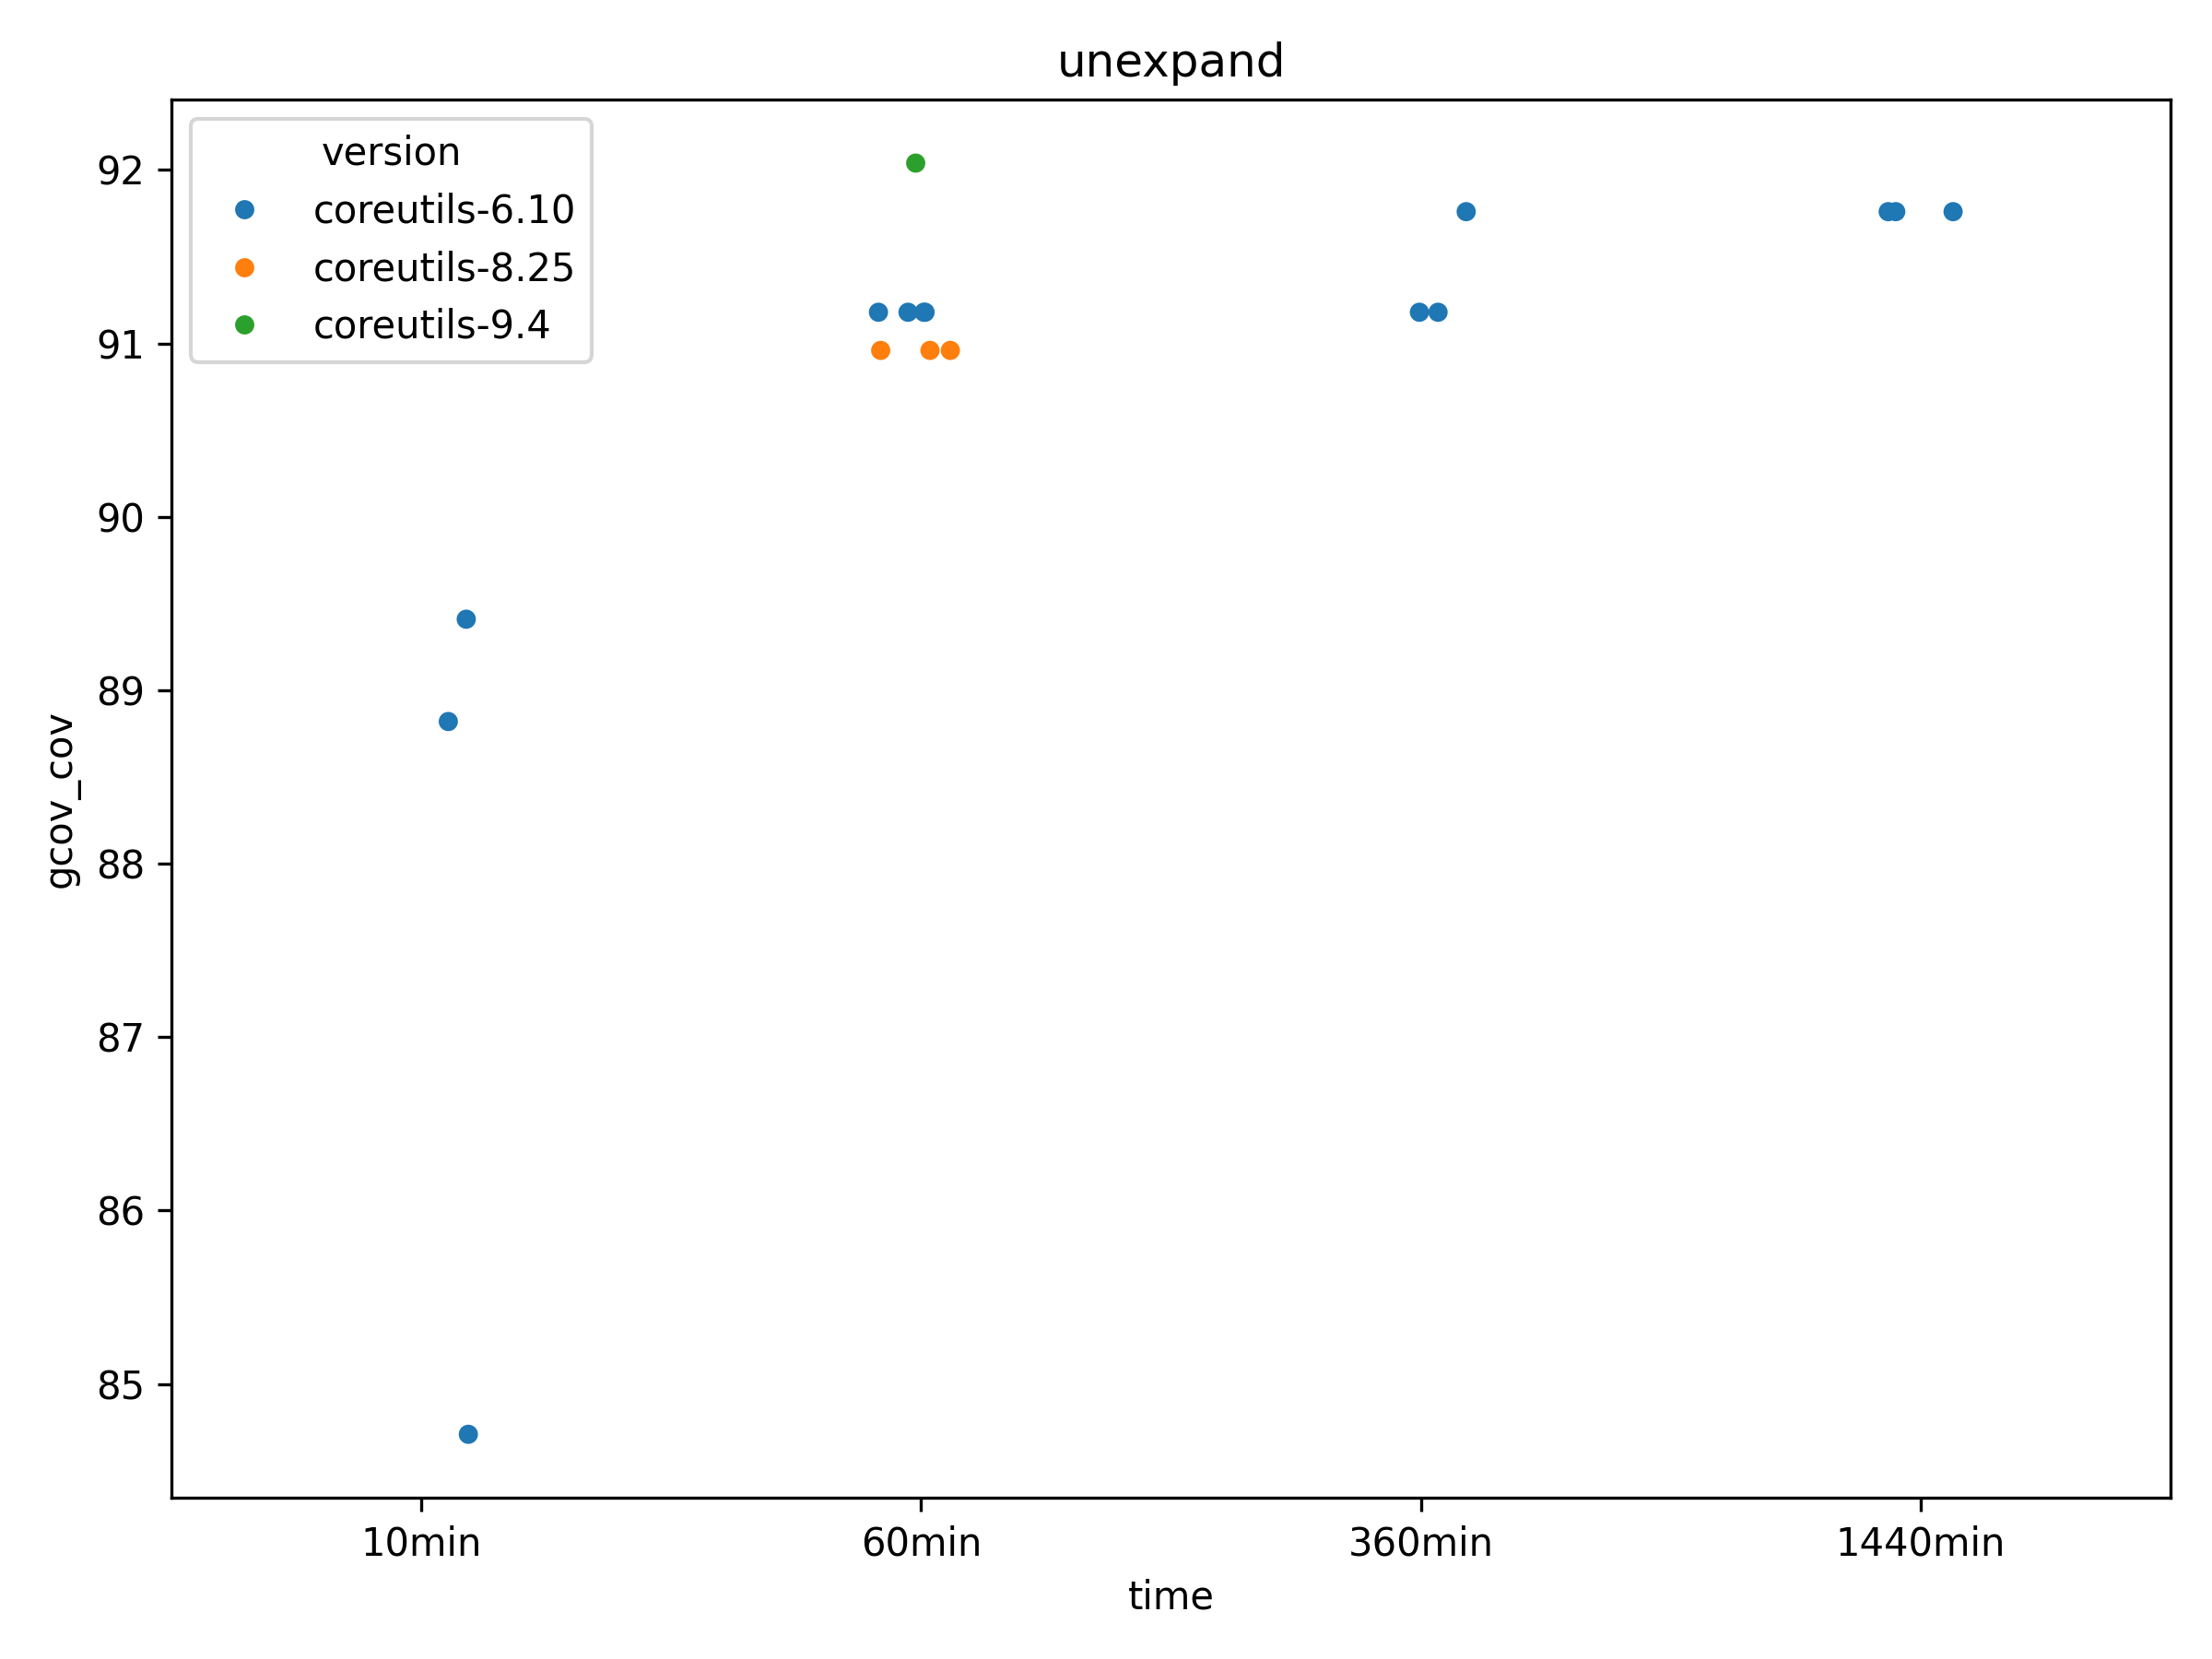 unexpand
version
coreutils-6.10
coreutils-8.25
coreutils-9.4
92
91
90
89
88
87
86
85
gcov_cov
10min 60min 360min 1440min
time